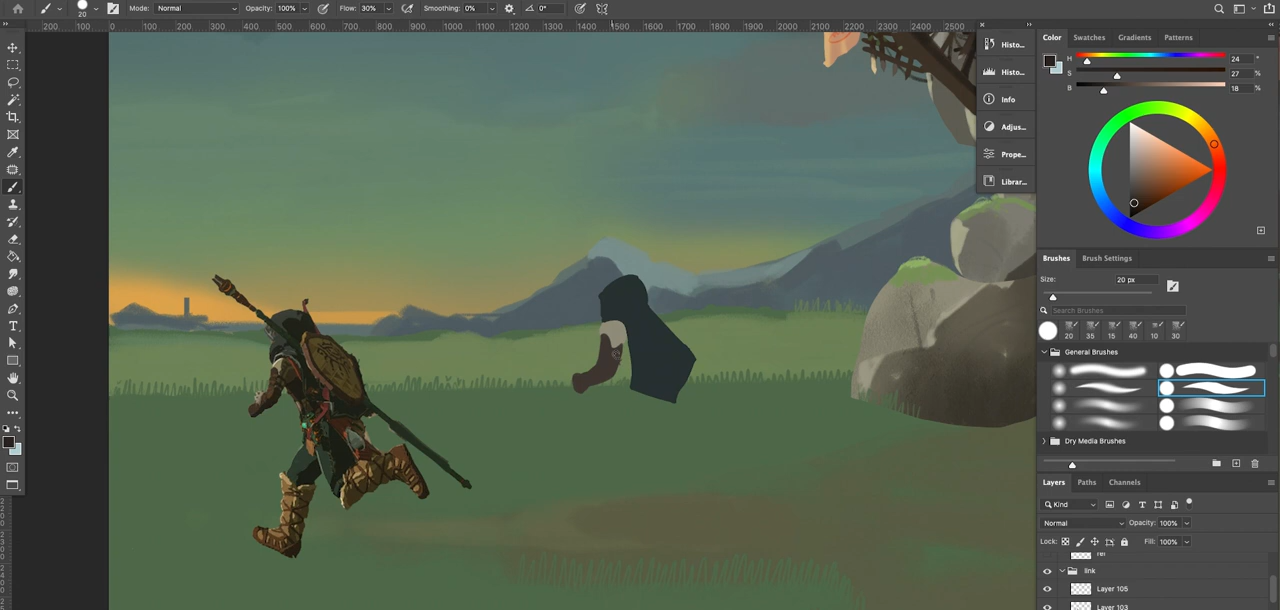 20
Mode: Normal Opacity: 100% Flow: 30% Smoothing: 0% 0°
200 0 100 200 300 400 500 600 700 800 900 1000 1100 1200 1300 1400 1500 1600 1700 1800 1900 2000 2100 2200 2300 2400 2500
Histo...
Histo...
Info
Adjus...
Prope...
Librar...
Color Swatches Gradients Patterns
H 24 °
S 27 %
B 18 %
Brushes Brush Settings
Size: 20 px
Search Brushes
20 35 15 40 10 30
General Brushes
Dry Media Brushes
Layers Paths Channels
Kind
Normal Opacity: 100%
Lock: Fill: 100%
ref
link
Layer 105
Layer 103